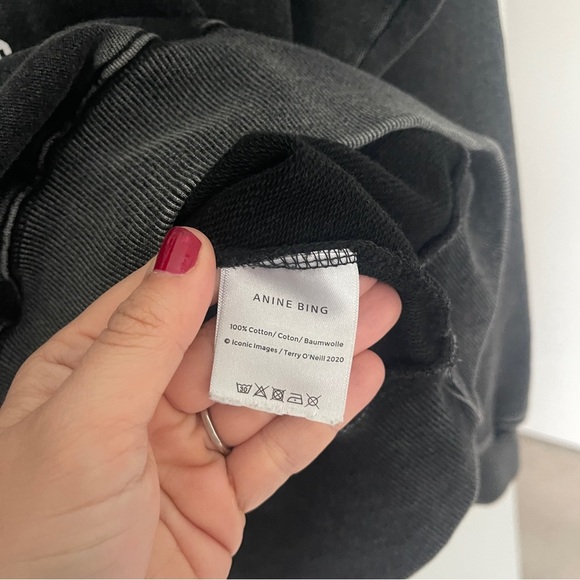 ANINE BING
100% Cotton/ Coton/ Baumwolle
© Iconic Images / Terry O'Neill 2020
30